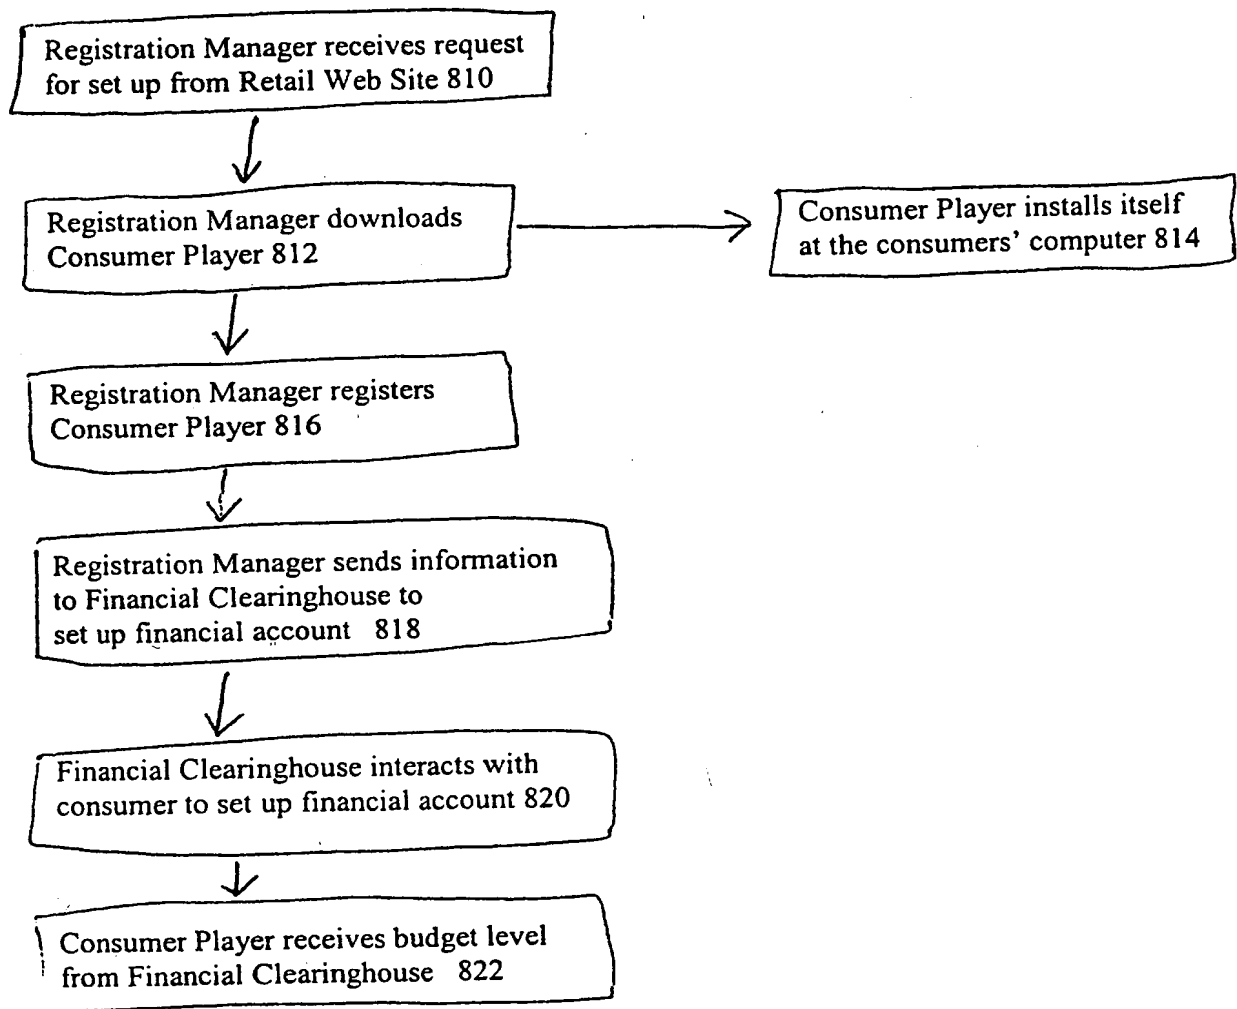 Registration Manager receives request
for set up from Retail Web Site 810
Registration Manager downloads
Consumer Player 812
Consumer Player installs itself
at the consumers' computer 814
Registration Manager registers
Consumer Player 816
Registration Manager sends information
to Financial Clearinghouse to
set up financial account 818
Financial Clearinghouse interacts with
consumer to set up financial account 820
Consumer Player receives budget level
from Financial Clearinghouse 822